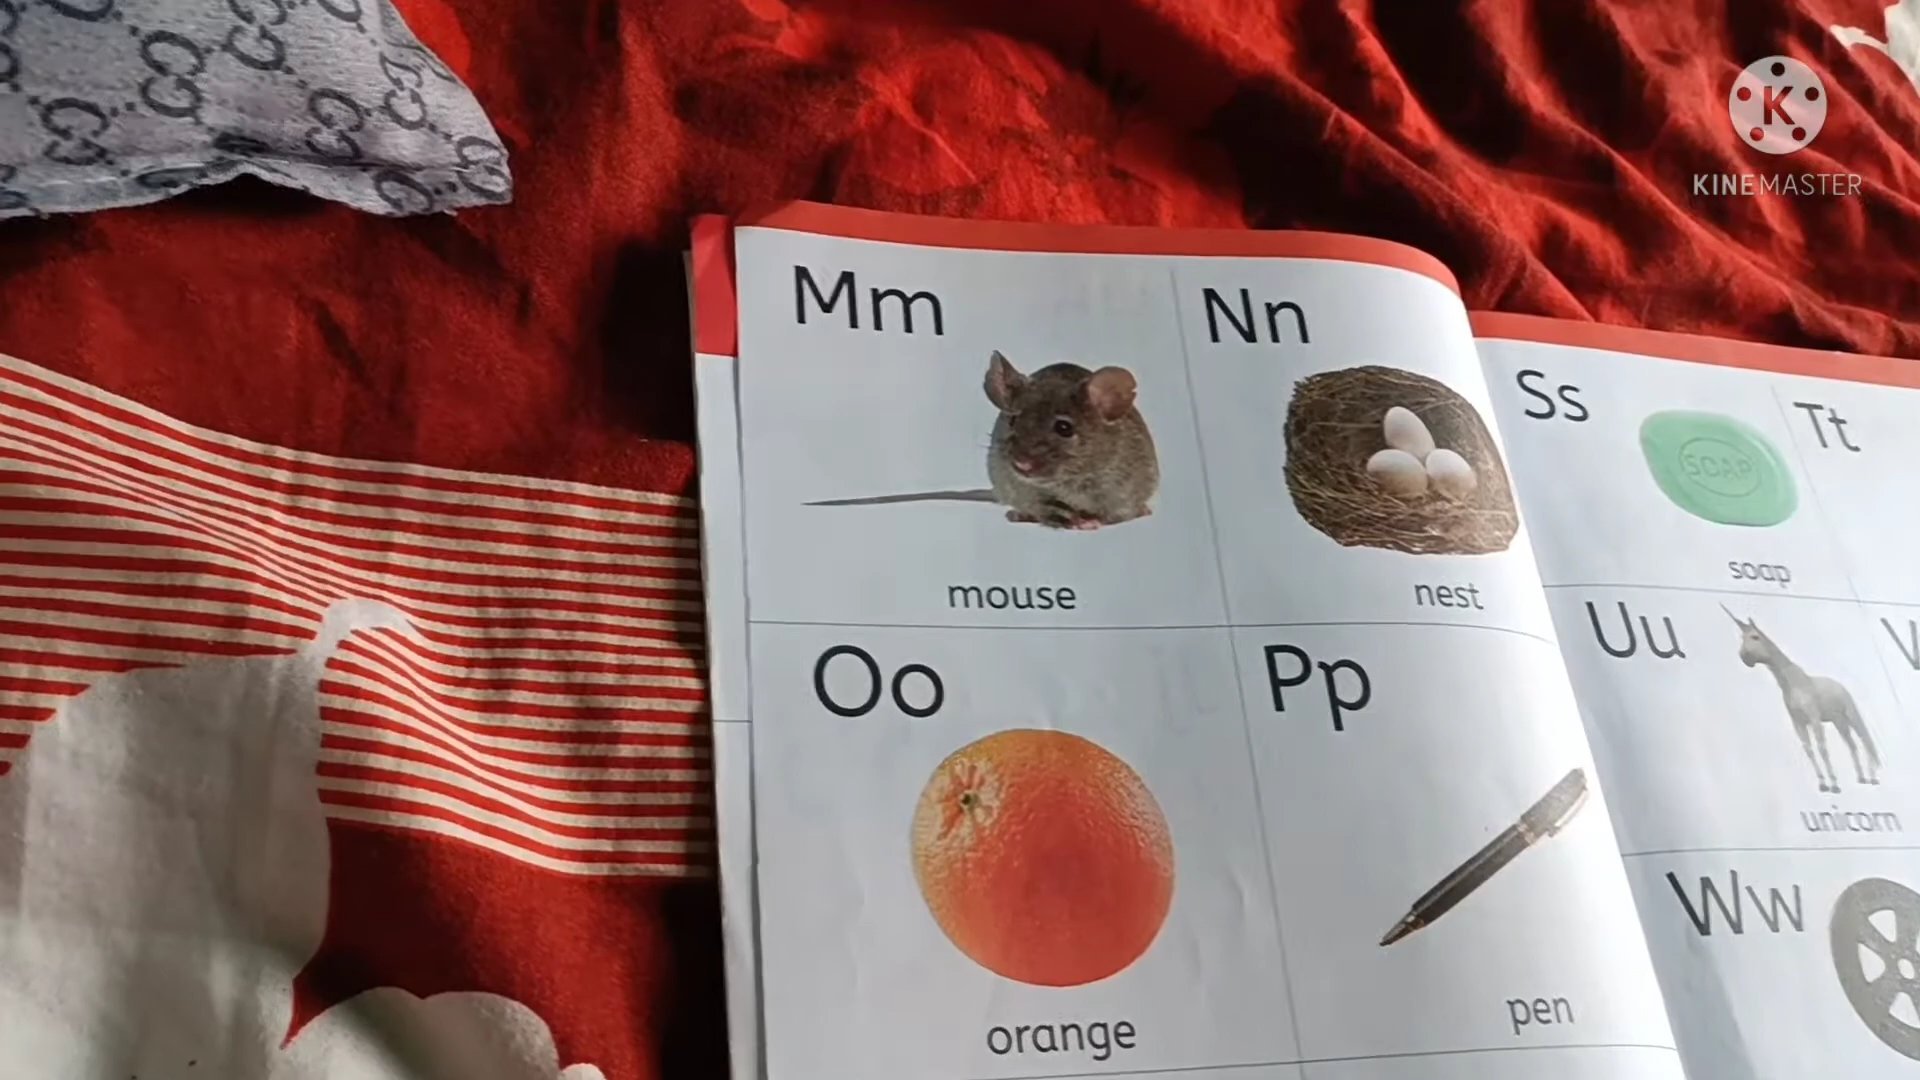 KINEMASTER
Mm
Nn
mouse
nest
Oo
Pp
orange
pen
Ss
Tt
SOAP
soap
Uu
V
unicorn
Ww